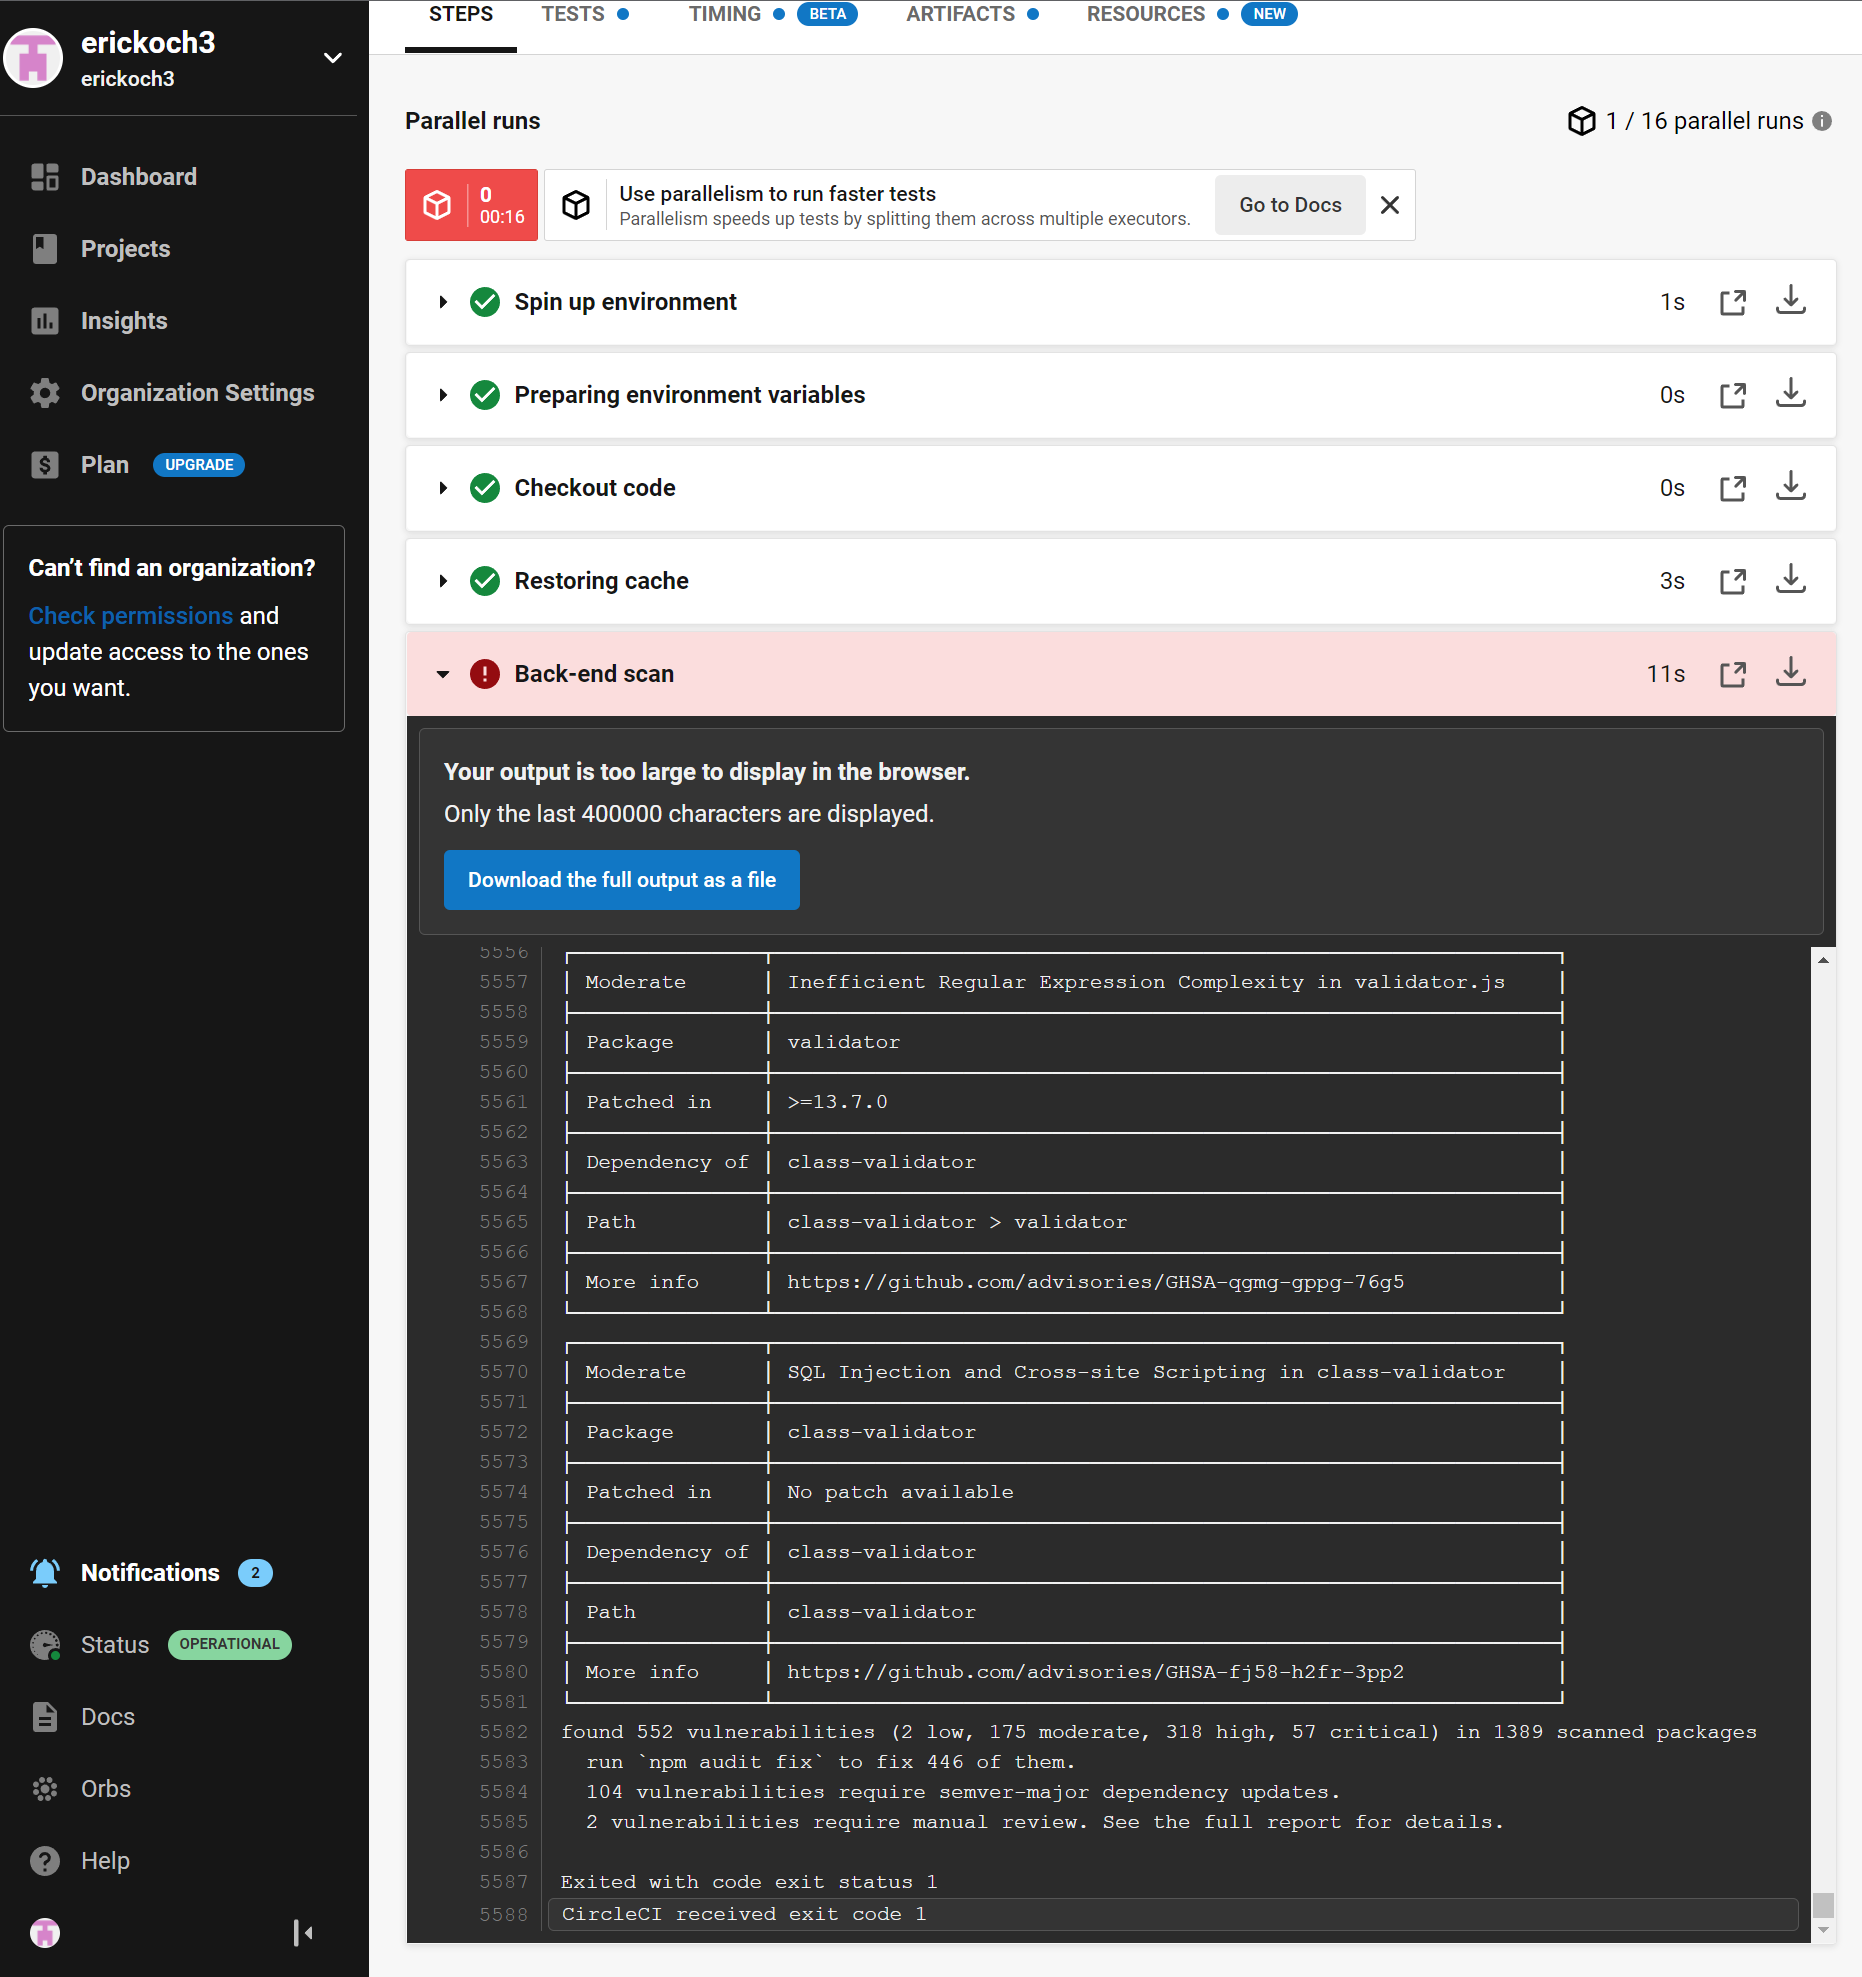 erickoch3
erickoch3
Dashboard
Projects
Insights
Organization Settings
Plan UPGRADE
Can't find an organization?
Check permissions and
update access to the ones
you want.
Notifications 2
Status OPERATIONAL
Docs
Orbs
Help
STEPS TESTS TIMING BETA ARTIFACTS RESOURCES NEW
Parallel runs
1 / 16 parallel runs
0
00:16
Use parallelism to run faster tests
Parallelism speeds up tests by splitting them across multiple executors.
Go to Docs
Spin up environment 1s
Preparing environment variables 0s
Checkout code 0s
Restoring cache 3s
Back-end scan 11s
Your output is too large to display in the browser.
Only the last 400000 characters are displayed.
Download the full output as a file
5556
5557 Moderate Inefficient Regular Expression Complexity in validator.js
5558
5559 Package validator
5560
5561 Patched in >=13.7.0
5562
5563 Dependency of class-validator
5564
5565 Path class-validator > validator
5566
5567 More info https://github.com/advisories/GHSA-qgmg-gppg-76g5
5568
5569
5570 Moderate SQL Injection and Cross-site Scripting in class-validator
5571
5572 Package class-validator
5573
5574 Patched in No patch available
5575
5576 Dependency of class-validator
5577
5578 Path class-validator
5579
5580 More info https://github.com/advisories/GHSA-fj58-h2fr-3pp2
5581
5582 found 552 vulnerabilities (2 low, 175 moderate, 318 high, 57 critical) in 1389 scanned packages
5583 run `npm audit fix` to fix 446 of them.
5584 104 vulnerabilities require semver-major dependency updates.
5585 2 vulnerabilities require manual review. See the full report for details.
5586
5587 Exited with code exit status 1
5588 CircleCI received exit code 1